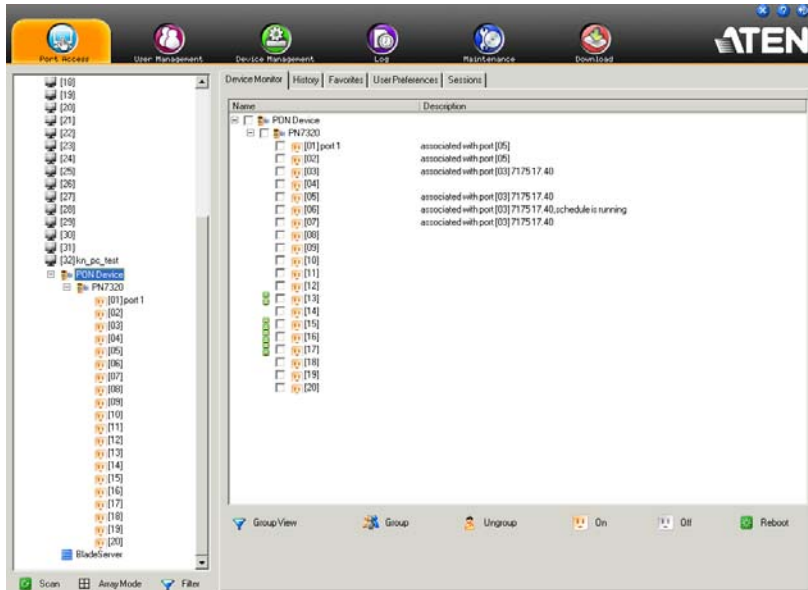 Port Access
User Management
Device Management
Log
Maintenance
Download
ATEN
[18]
[19]
[20]
[21]
[22]
[23]
[24]
[25]
[26]
[27]
[28]
[29]
[30]
[31]
[32]kn_pc_test
PON Device
PN7320
[01]port 1
[02]
[03]
[04]
[05]
[06]
[07]
[08]
[09]
[10]
[11]
[12]
[13]
[14]
[15]
[16]
[17]
[18]
[19]
[20]
BladeServer
Scan
Array Mode
Filter
Device Monitor
History
Favorites
User Preferences
Sessions
Name Description
PON Device
PN7320
[01]port 1 associated with port [05]
[02] associated with port [05]
[03] associated with port [03] 7175 17.40
[04]
[05] associated with port [03] 7175 17.40
[06] associated with port [03] 7175 17.40,schedule is running
[07] associated with port [03] 7175 17.40
[08]
[09]
[10]
[11]
[12]
[13]
[14]
[15]
[16]
[17]
[18]
[19]
[20]
Group View
Group
Ungroup
On
Off
Reboot